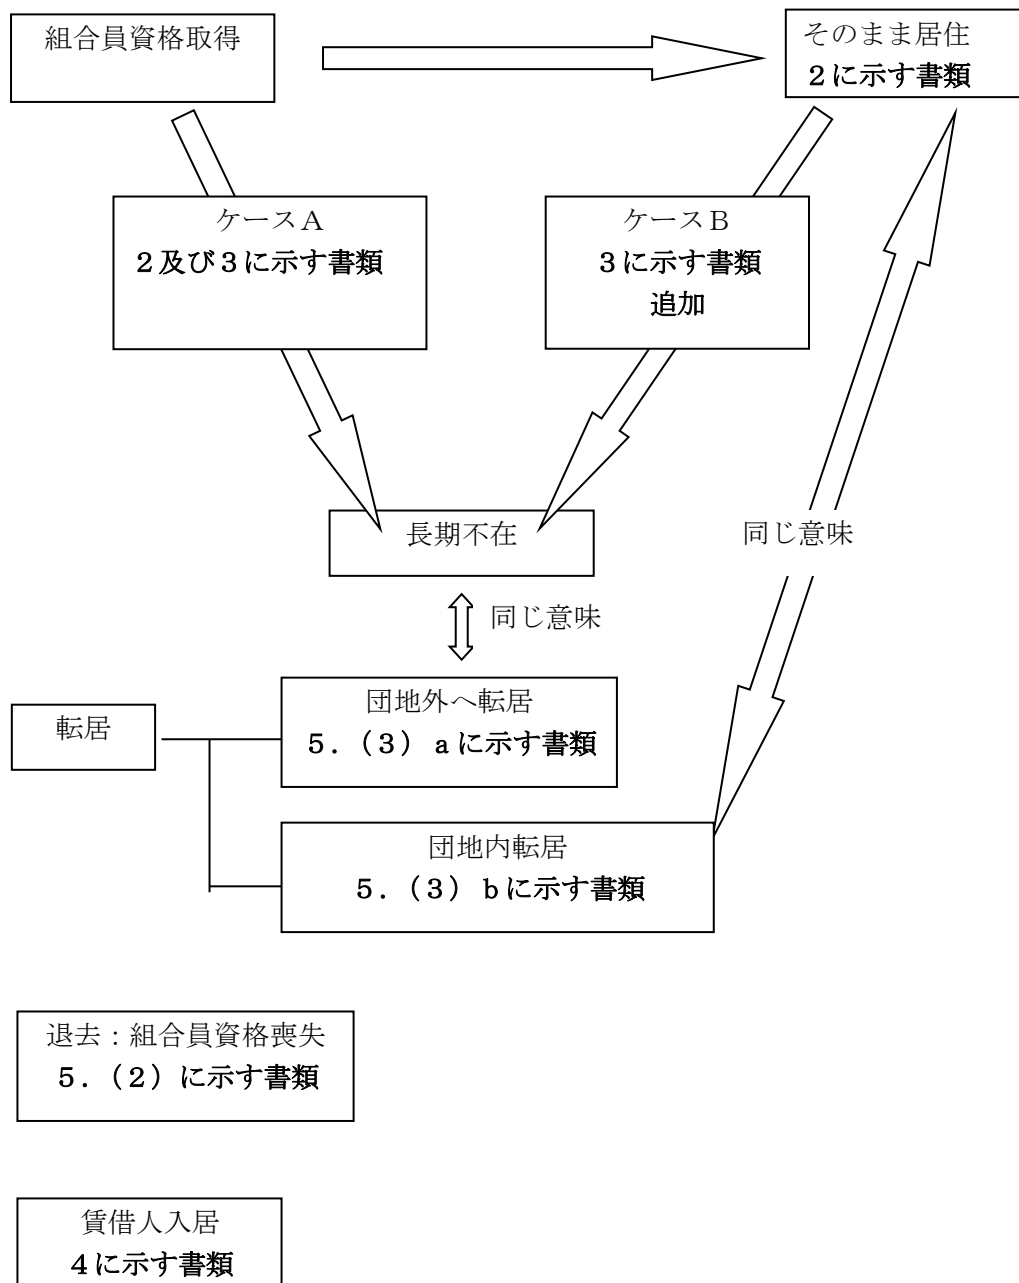 組合員資格取得
そのまま居住
２に示す書類
ケースＡ
２及び３に示す書類
ケースＢ
３に示す書類
追加
長期不在
同じ意味
同じ意味
転居
団地外へ転居
５．（３）ａに示す書類
団地内転居
５．（３）ｂに示す書類
退去：組合員資格喪失
５．（２）に示す書類
賃借人入居
４に示す書類